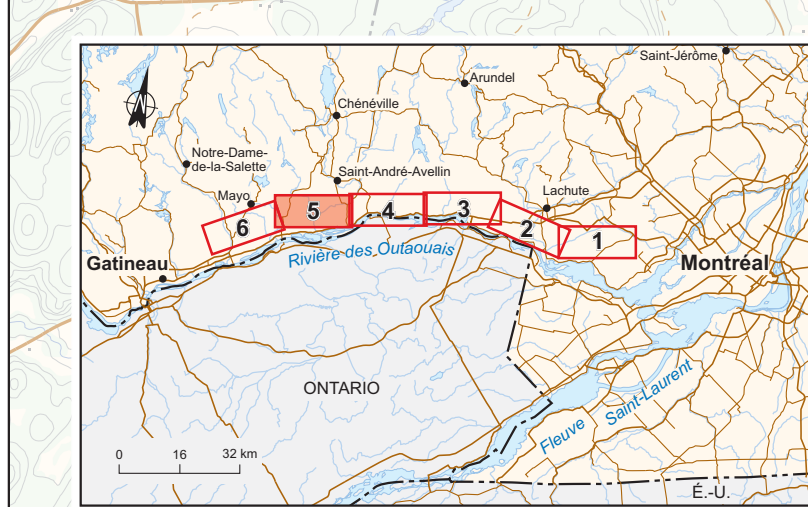 Saint-Jérôme
Arundel
Chénéville
Notre-Dame-
de-la-Salette
Saint-André-Avellin
Mayo
Lachute
6
5
4
3
2
1
Gatineau
Rivière des Outaouais
Montréal
ONTARIO
Fleuve Saint-Laurent
0 16 32 km
É.-U.